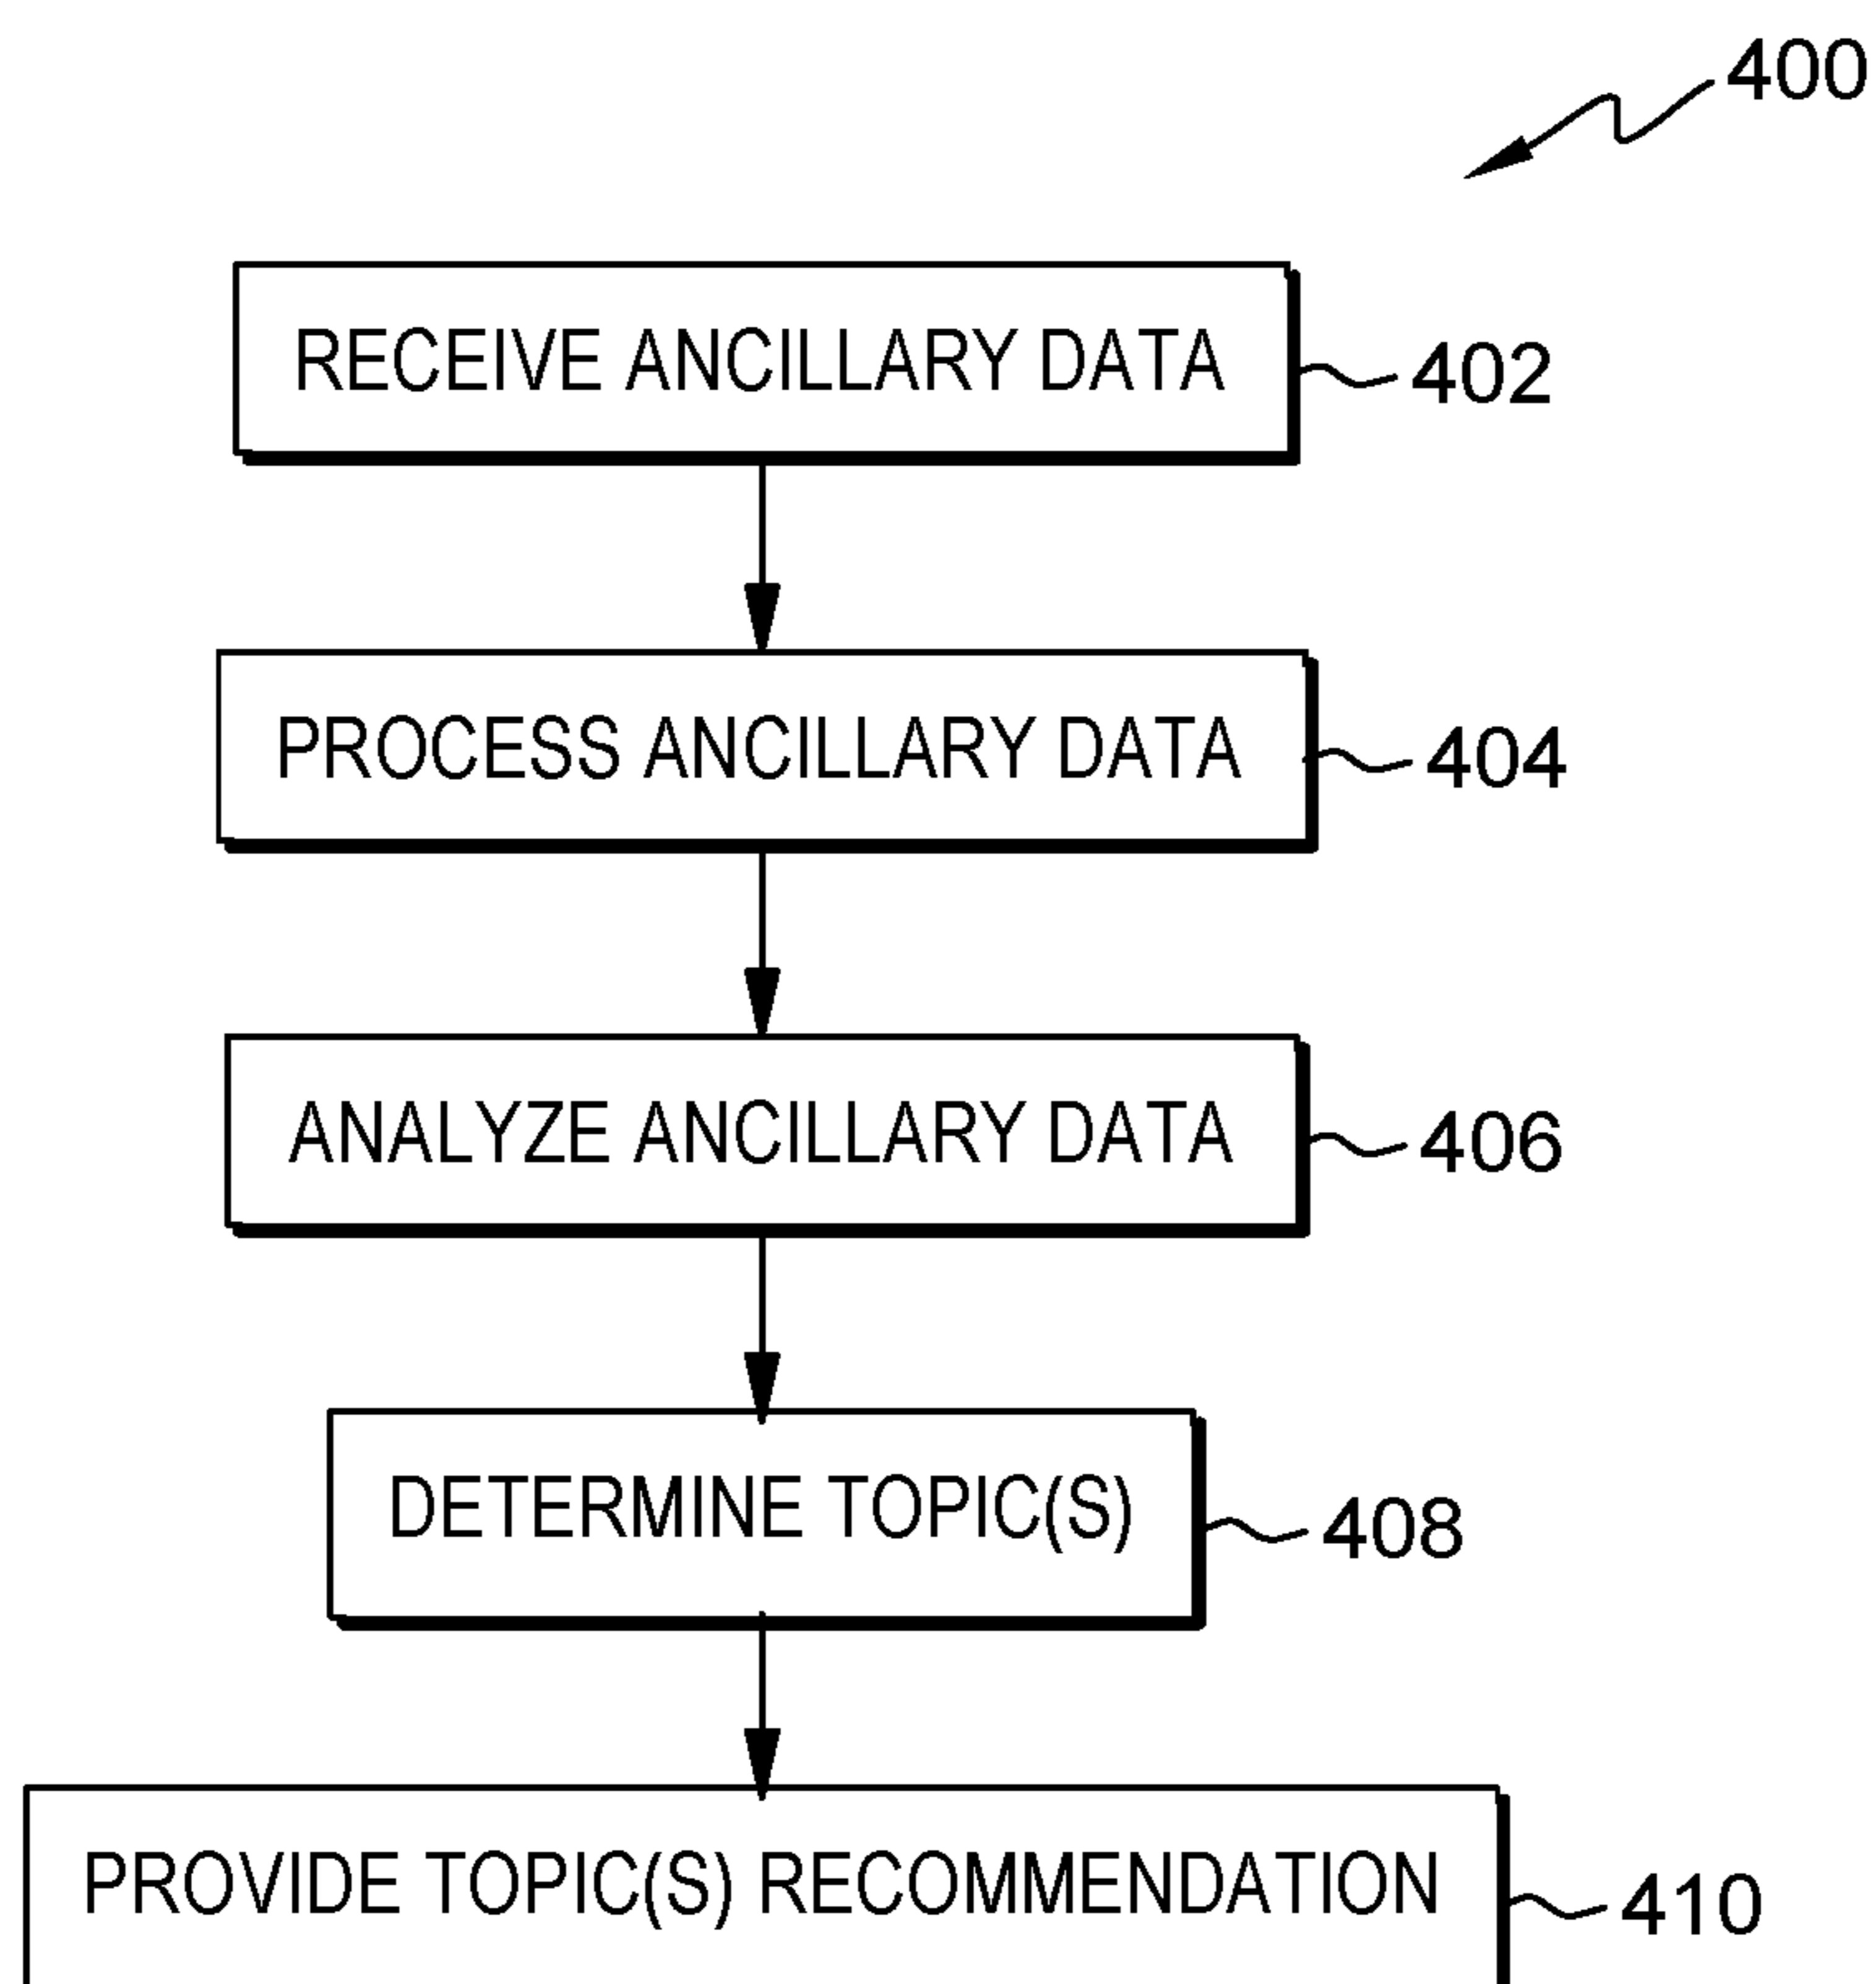 400
RECEIVE ANCILLARY DATA
402
PROCESS ANCILLARY DATA
404
ANALYZE ANCILLARY DATA
406
DETERMINE TOPIC(S)
408
PROVIDE TOPIC(S) RECOMMENDATION
410